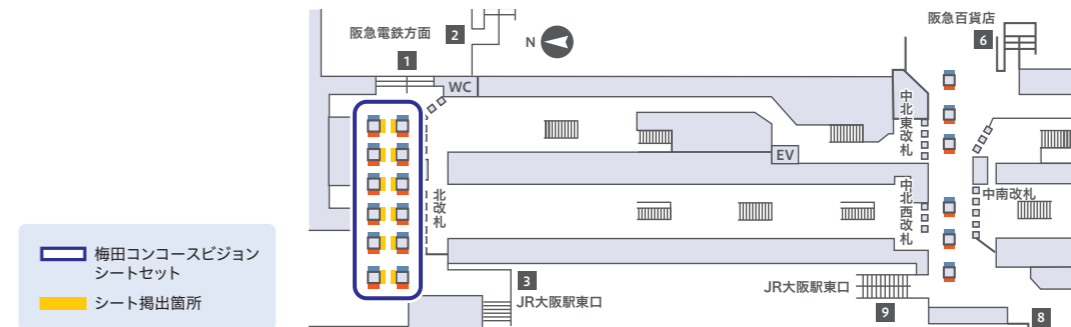 阪急電鉄方面
2
1
N
阪急百貨店
6
WC
中北東改札
EV
北改札
中北西改札
中南改札
梅田コンコースビジョン
シートセット
シート掲出箇所
3
JR大阪駅東口
JR大阪駅東口
9
8